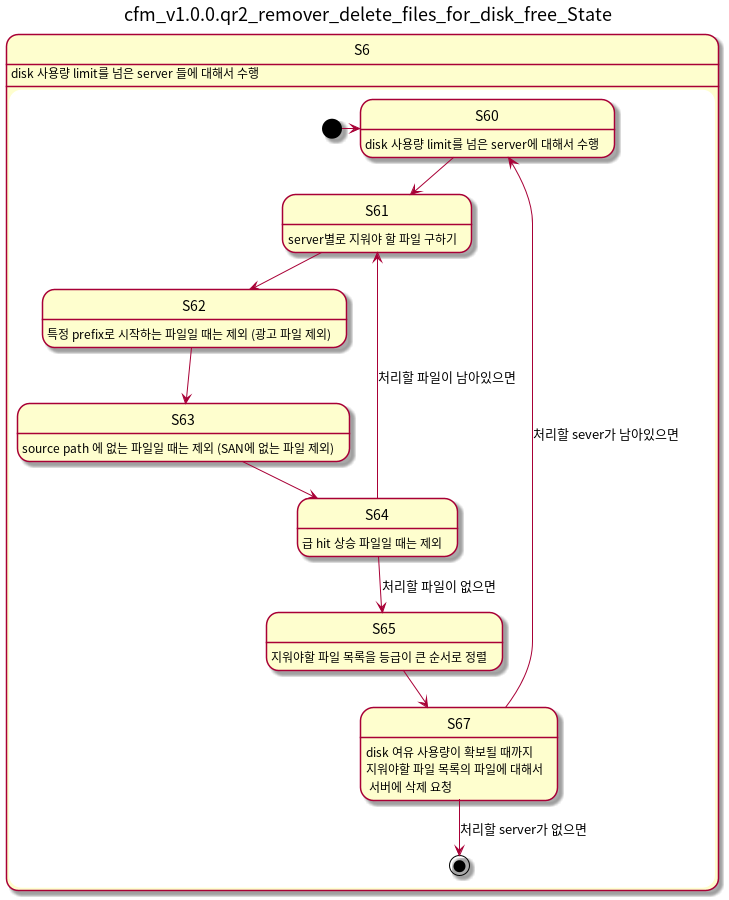 cfm_v1.0.0.qr2_remover_delete_files_for_disk_free_State
S6
disk 사용량 limit를 넘은 server 들에 대해서 수행
S60
disk 사용량 limit를 넘은 server에 대해서 수행
S61
server별로 지워야 할 파일 구하기
S62
특정 prefix로 시작하는 파일일 때는 제외 (광고 파일 제외)
처리할 파일이 남아있으면
S63
처리할 sever가 남아있으면
source path 에 없는 파일일 때는 제외 (SAN에 없는 파일 제외)
S64
급 hit 상승 파일일 때는 제외
처리할 파일이 없으면
S65
지워야할 파일 목록을 등급이 큰 순서로 정렬
S67
disk 여유 사용량이 확보될 때까지
지워야할 파일 목록의 파일에 대해서
서버에 삭제 요청
처리할 server가 없으면